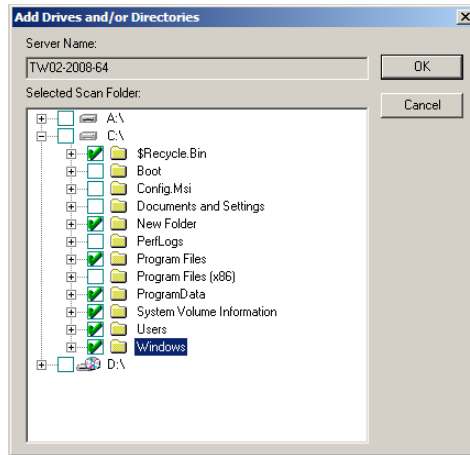 Add Drives and/or Directories
Server Name:
TW02-2008-64
OK
Selected Scan Folder:
Cancel
A:\
C:\
$Recycle.Bin
Boot
Config.Msi
Documents and Settings
New Folder
PerfLogs
Program Files
Program Files (x86)
ProgramData
System Volume Information
Users
Windows
D:\